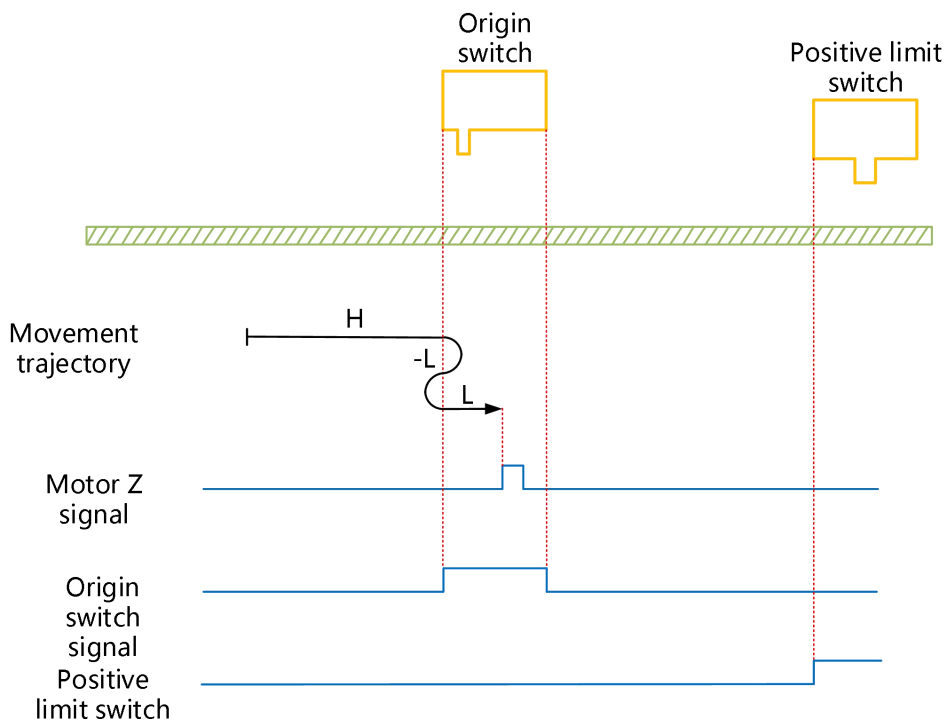 Origin
switch
Positive limit
switch
Movement
trajectory
H
-L
L
Motor Z
signal
Origin
switch
signal
Positive
limit switch